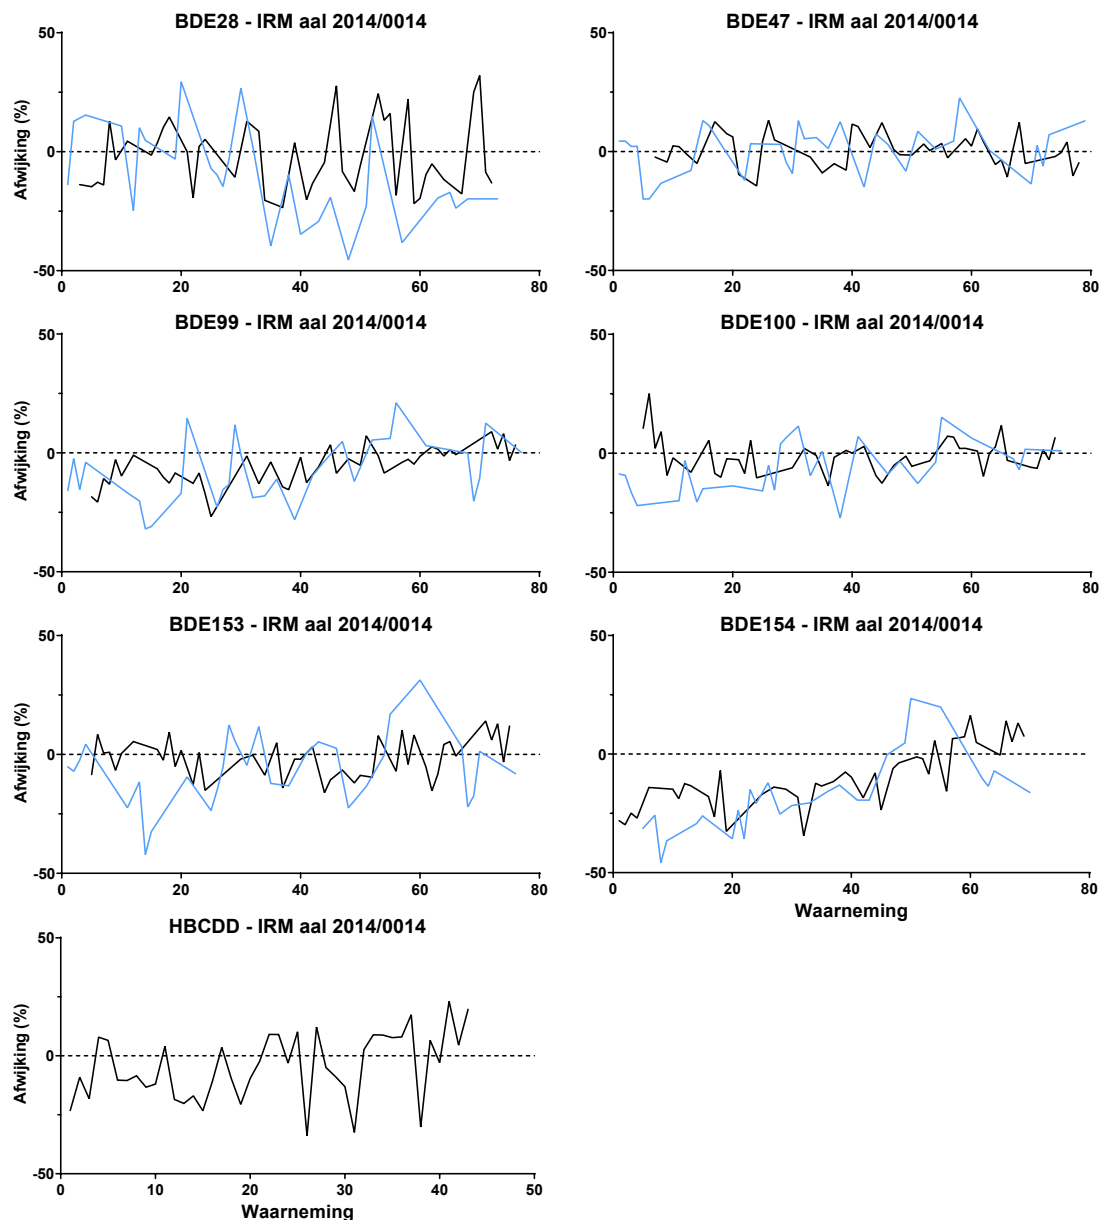 BDE28 - IRM aal 2014/0014
50
0
-50
Afwijking (%)
0 20 40 60 80
BDE47 - IRM aal 2014/0014
50
0
-50
0 20 40 60 80
BDE99 - IRM aal 2014/0014
50
0
-50
Afwijking (%)
0 20 40 60 80
BDE100 - IRM aal 2014/0014
50
0
-50
0 20 40 60 80
BDE153 - IRM aal 2014/0014
50
0
-50
Afwijking (%)
0 20 40 60 80
BDE154 - IRM aal 2014/0014
50
0
-50
0 20 40 60 80
Waarneming
HBCDD - IRM aal 2014/0014
50
0
-50
Afwijking (%)
0 10 20 30 40 50
Waarneming